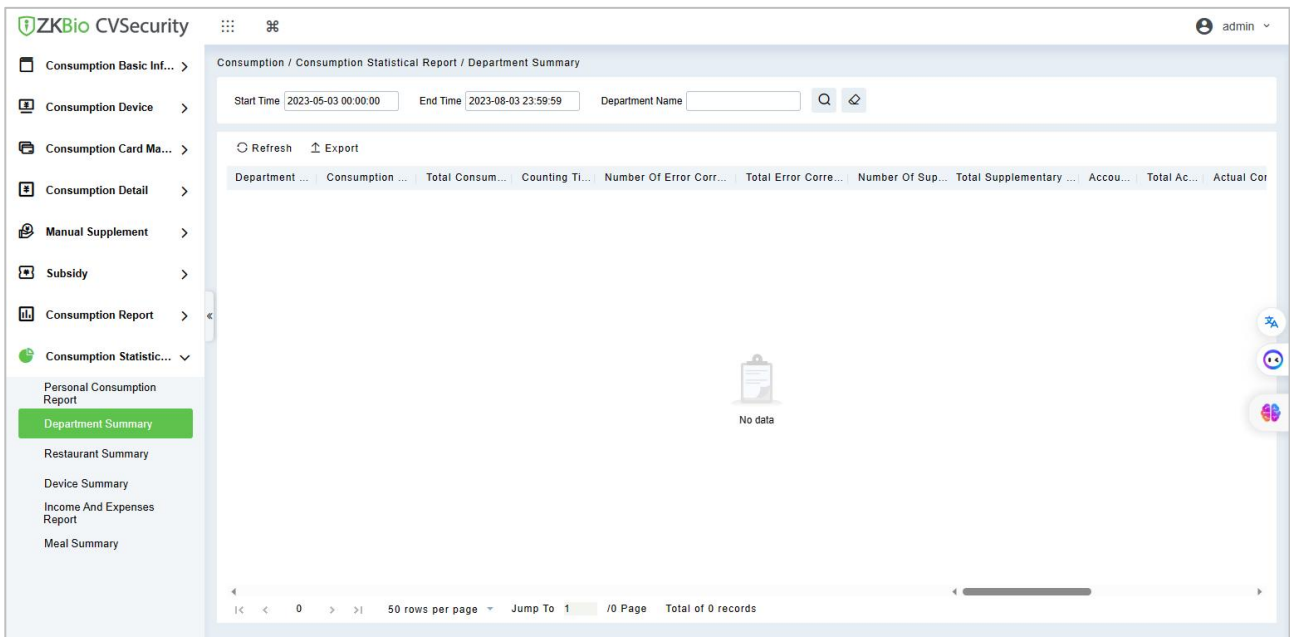 ZKBio CVSecurity
admin
Consumption Basic Inf...
Consumption Device
Consumption Card Ma...
Consumption Detail
Manual Supplement
Subsidy
Consumption Report
Consumption Statistic...
Personal Consumption
Report
Department Summary
Restaurant Summary
Device Summary
Income And Expenses
Report
Meal Summary
Consumption / Consumption Statistical Report / Department Summary
Start Time 2023-05-03 00:00:00 End Time 2023-08-03 23:59:59 Department Name
Refresh Export
Department ... Consumption ... Total Consum... Counting Ti... Number Of Error Corr... Total Error Corre... Number Of Sup... Total Supplementary ... Accou... Total Ac... Actual Con
No data
0 50 rows per page Jump To 1 /0 Page Total of 0 records